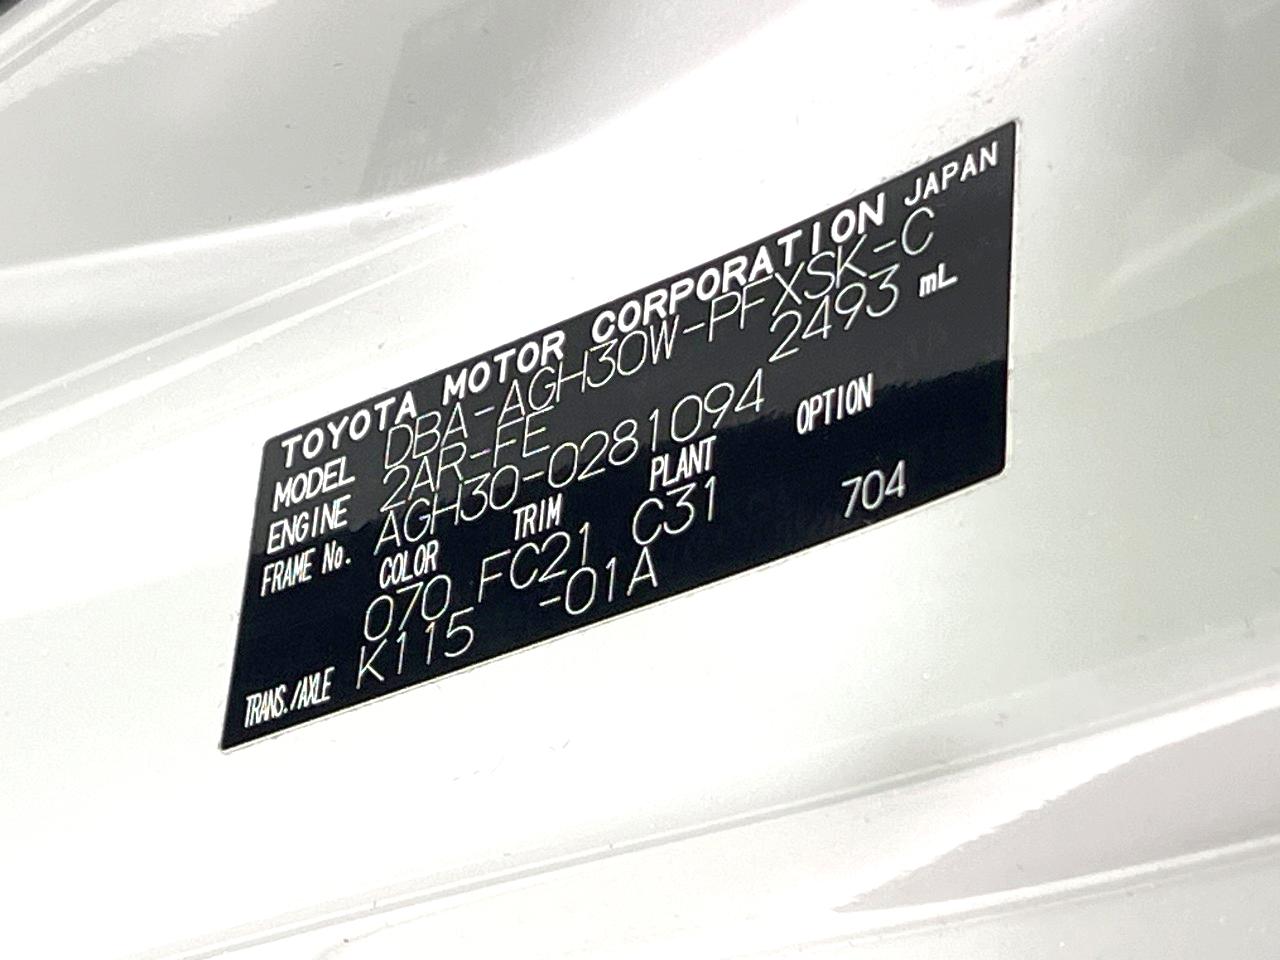 TOYOTA MOTOR CORPORATION JAPAN
MODEL DBA-AGH30W-PFXSK-C
ENGINE 2AR-FE 2493 mL
FRAME No. AGH30-0281094
COLOR TRIM PLANT OPTION
070 FC21 C31 704
TRANS./AXLE K115 -01A